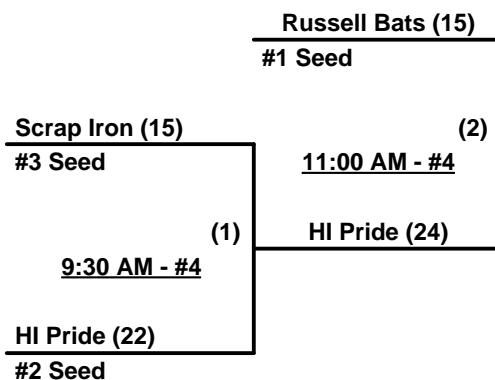 Russell Bats (15)
#1 Seed
Scrap Iron (15)
(2)
#3 Seed
11:00 AM - #4
(1)
HI Pride (24)
9:30 AM - #4
HI Pride (22)
#2 Seed